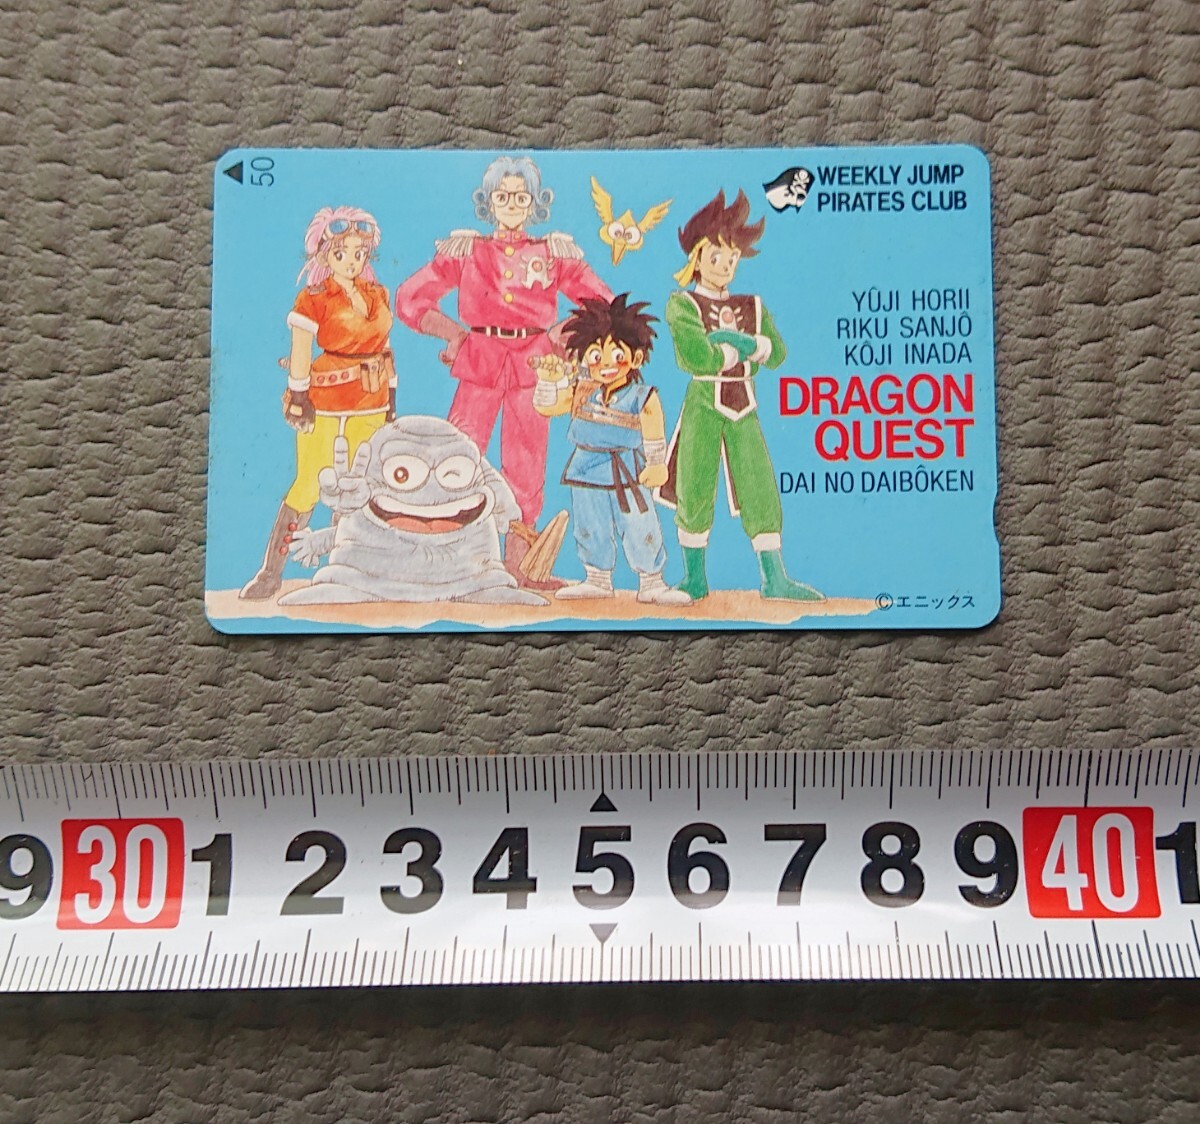 50
WEEKLY JUMP
PIRATES CLUB
YÛJI HORII
RIKU SANJÔ
KÔJI INADA
DRAGON
QUEST
DAI NO DAIBÔKEN
©エニックス
9 30 1 2 3 4 5 6 7 8 9 40 1